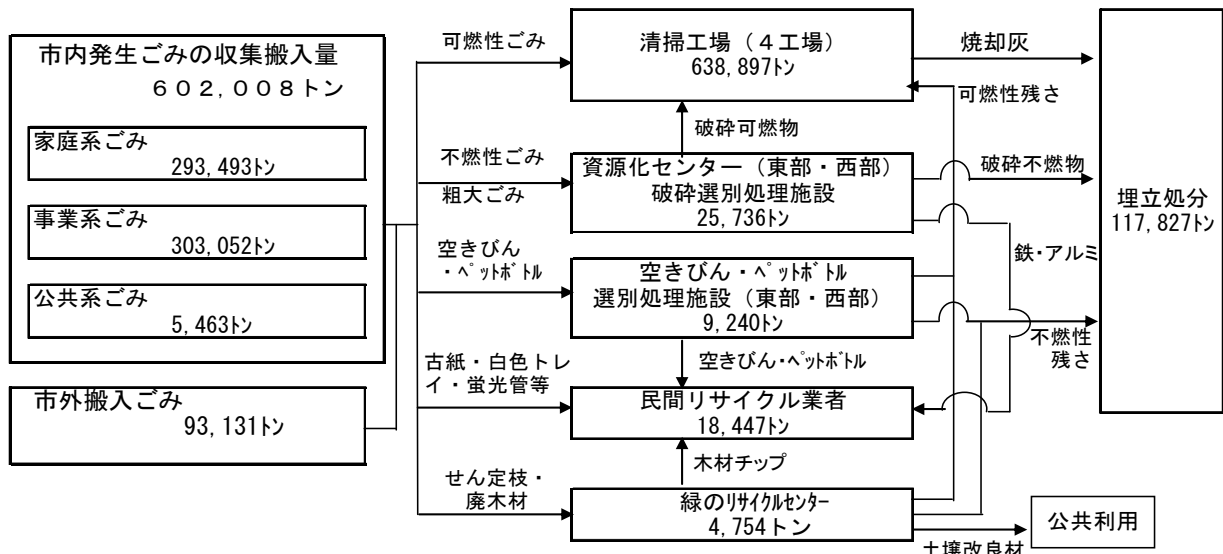 市内発生ごみの収集搬入量
６０２,００８トン
家庭系ごみ
293,493㌧
事業系ごみ
303,052㌧
公共系ごみ
5,463㌧
市外搬入ごみ
93,131㌧
可燃性ごみ
不燃性ごみ
粗大ごみ
空きびん
・ﾍﾟｯﾄﾎﾞﾄﾙ
古紙・白色トレ
イ・蛍光管等
せん定枝・
廃木材
清掃工場（４工場）
638,897㌧
破砕可燃物
資源化センター（東部・西部）
破砕選別処理施設
25,736㌧
空きびん・ﾍﾟｯﾄﾎﾞﾄﾙ
選別処理施設（東部・西部）
9,240㌧
空きびん・ﾍﾟｯﾄﾎﾞﾄﾙ
民間リサイクル業者
18,447㌧
木材チップ
緑のﾘｻｲｸﾙｾﾝﾀｰ
4,754トン
焼却灰
可燃性残さ
破砕不燃物
鉄・アルミ
不燃性
残さ
土壌改良材
埋立処分
117,827㌧
公共利用